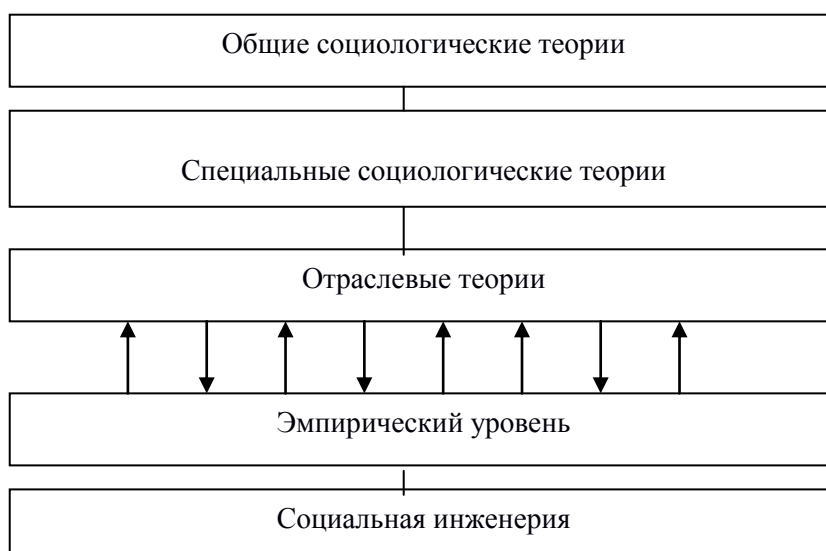 Общие социологические теории
Специальные социологические теории
Отраслевые теории
Эмпирический уровень
Социальная инженерия